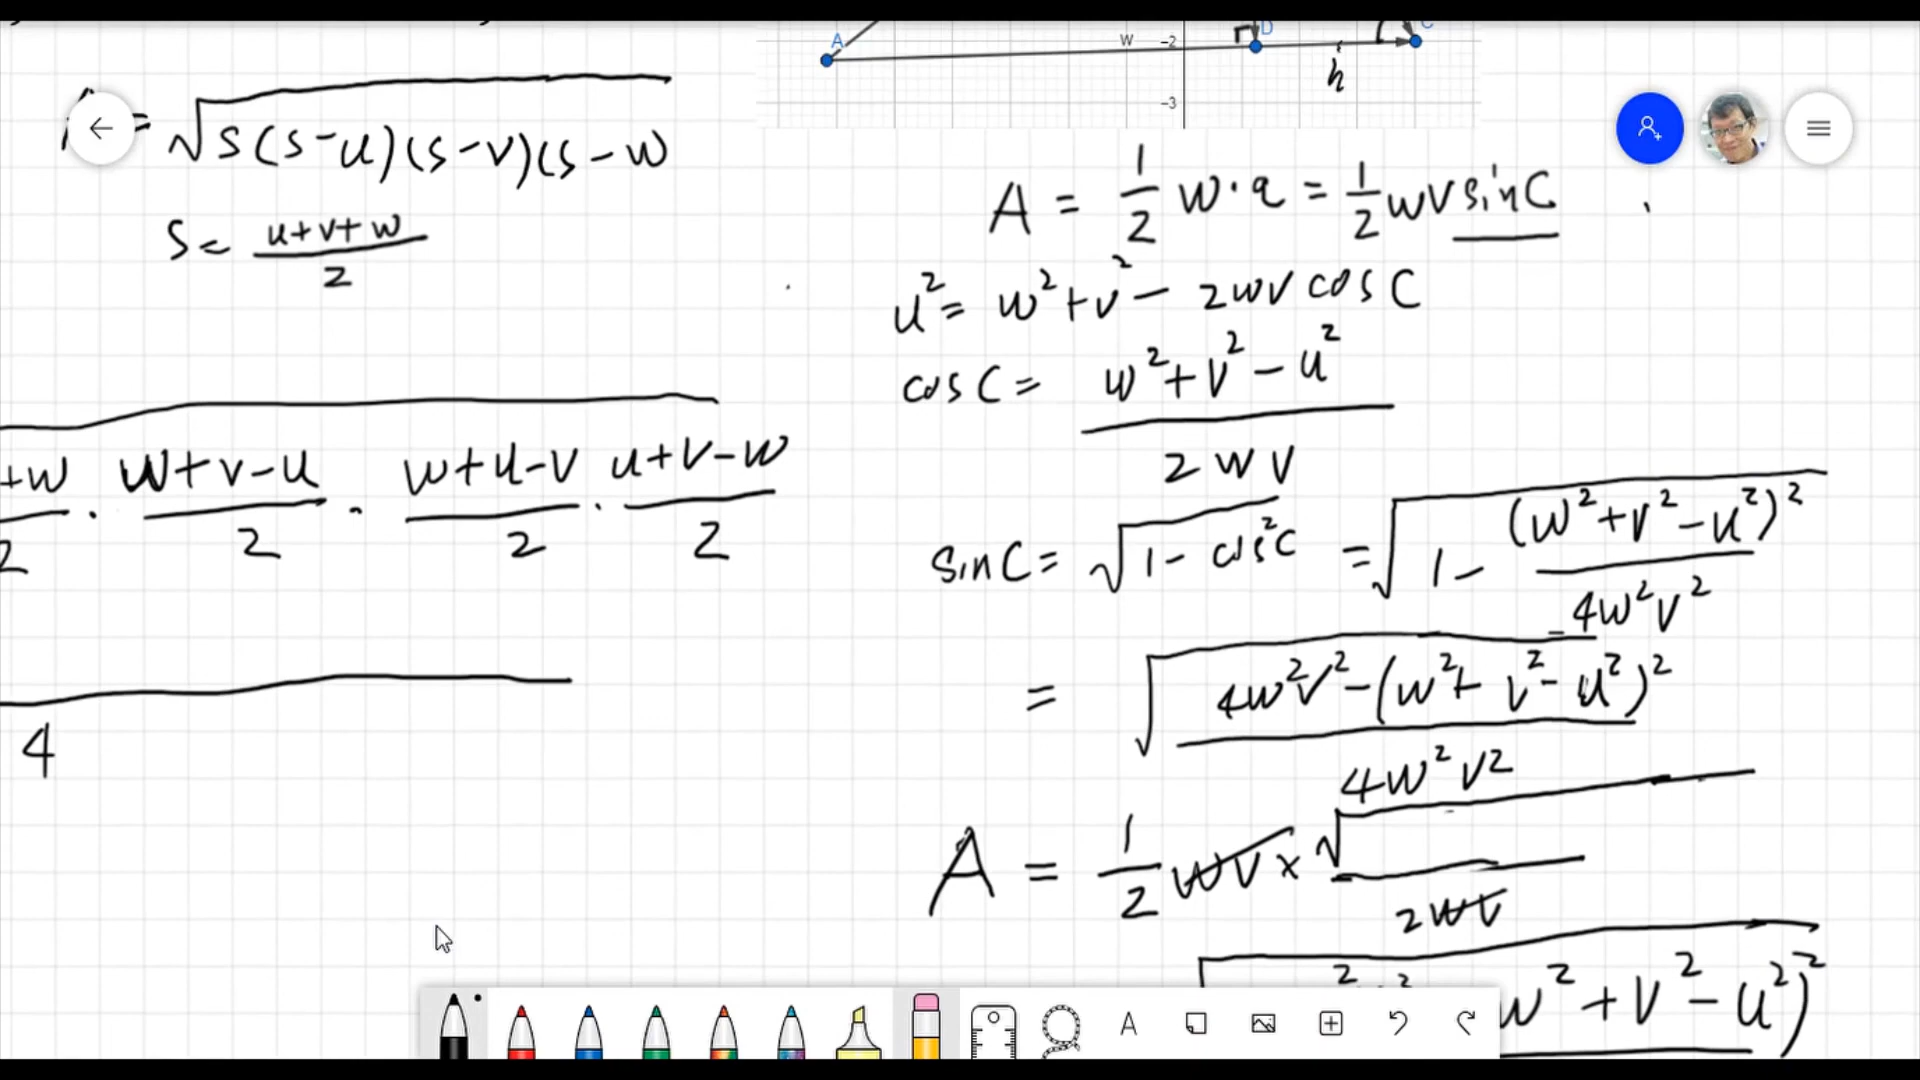 A
W
-2
D
C
h
-3
= √s(s-u)(s-v)(s-w)
s = u+v+w / 2
+w / 2 · w+v-u / 2 · w+u-v / 2 · u+v-w / 2
4
A = 1/2 w·q = 1/2 wv sin C
u² = w²+v² - 2wv cos C
cos C = w²+v²-u² / 2wv
sin C = √1-cos²C = √1- (w²+v²-u²)² / 4w²v²
= √4w²v²-(w²+v²-u²)² / 4w²v²
A = 1/2 wv × √ / 2wv
w²+v²-u²)²
A